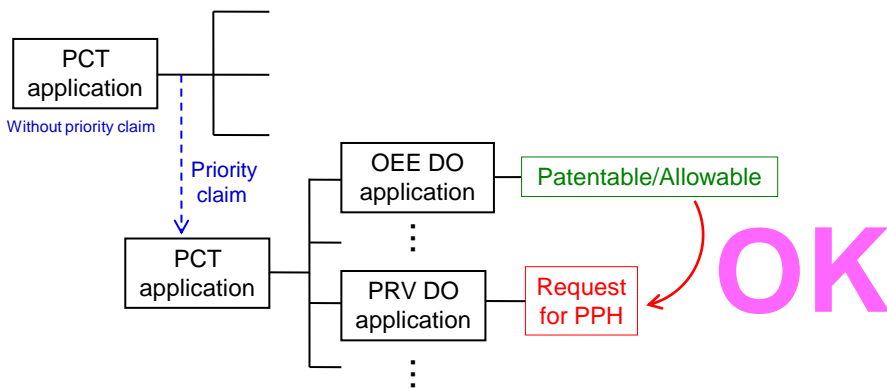 PCT
application
Without priority claim
Priority
claim
PCT
application
OEE DO
application
Patentable/Allowable
...
PRV DO
application
Request
for PPH
...
OK